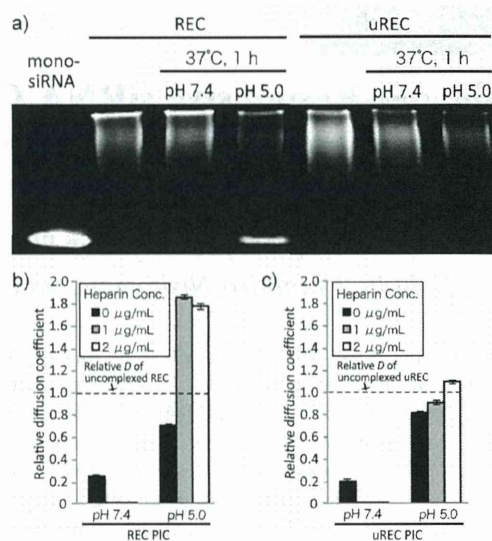 a)
REC
uREC
mono-
siRNA
37℃, 1 h
37℃, 1 h
pH 7.4
pH 5.0
pH 7.4
pH 5.0
b)
Relative diffusion coefficient
2.0
1.8
1.6
1.4
1.2
1.0
0.8
0.6
0.4
0.2
0
Heparin Conc.
0 μg/mL
1 μg/mL
2 μg/mL
Relative D of
uncomplexed REC
pH 7.4
pH 5.0
REC PIC
c)
Relative diffusion coefficient
2.0
1.8
1.6
1.4
1.2
1.0
0.8
0.6
0.4
0.2
0
Heparin Conc.
0 μg/mL
1 μg/mL
2 μg/mL
Relative D of
uncomplexed uREC
pH 7.4
pH 5.0
uREC PIC